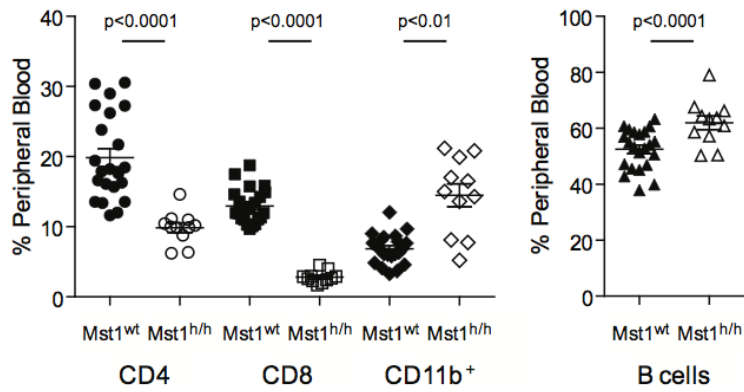 p<0.0001 p<0.0001 p<0.01
% Peripheral Blood
40
30
20
10
0
Mst1wt Mst1h/h Mst1wt Mst1h/h Mst1wt Mst1h/h
CD4 CD8 CD11b+
p<0.0001
% Peripheral Blood
100
80
60
40
20
0
Mst1wt Mst1h/h
B cells